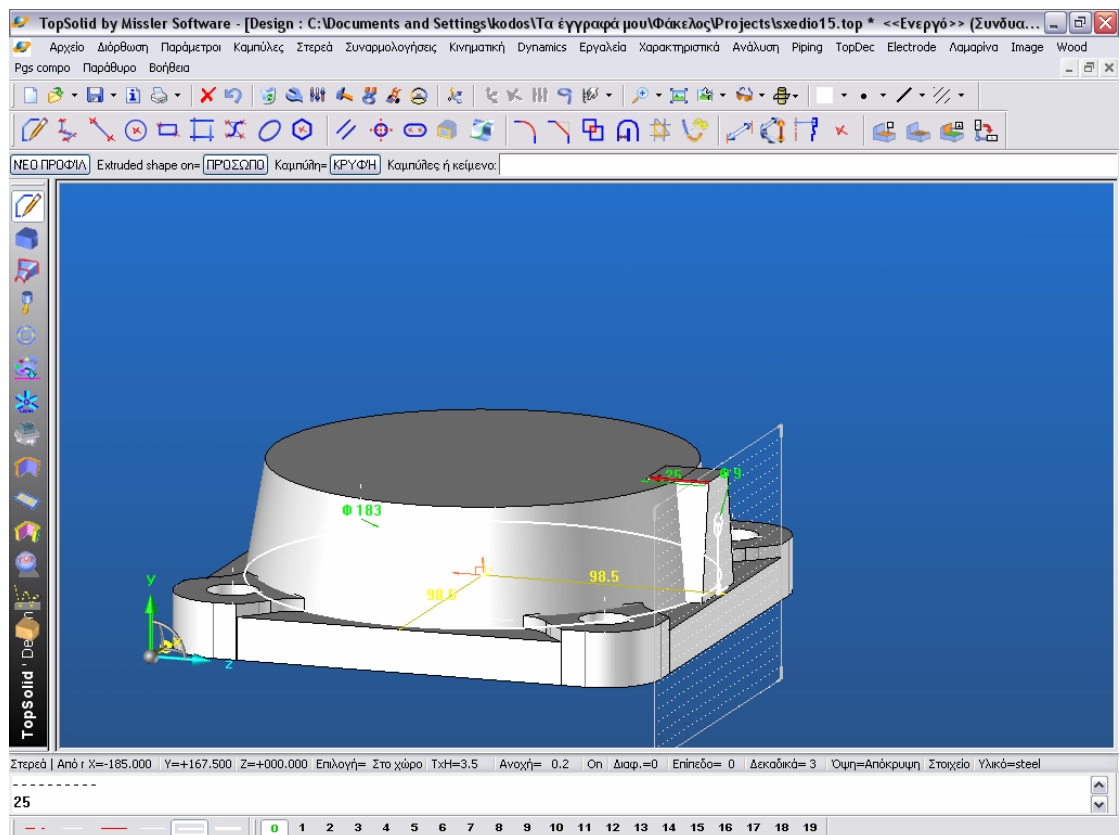 TopSolid by Missler Software - [Design : C:\Documents and Settings\kodos\Τα έγγραφά μου\Φάκελος\Projects\sxedio15.top * <<Ενεργό>> (Συνδυα...
Αρχείο Διόρθωση Παράμετροι Καμπύλες Στερεά Συναρμολογήσεις Κινηματική Dynamics Εργαλεία Χαρακτηριστικά Ανάλυση Piping TopDec Electrode Λαμαρίνα Image Wood
Pgs compo Παράθυρο Βοήθεια
ΝΕΟ ΠΡΟΦΙΛ Extruded shape on= ΠΡΟΣΩΠΟ Καμπύλη= ΚΡΥΦΉ Καμπύλες ή κείμενο:
25 Φ 9
Φ 183
98.5
98.5
y
x
z
TopSolid'Design
Στερεά | Από r X=-185.000 Y=+167.500 Z=+000.000 Επιλογή= Στο χώρο TxH=3.5 Ανοχή= 0.2 On Διαφ.=0 Επίπεδο= 0 Δεκαδικά= 3 Όψη=Απόκρυψη Στοιχείο Υλικό=steel
----------
25
0 1 2 3 4 5 6 7 8 9 10 11 12 13 14 15 16 17 18 19